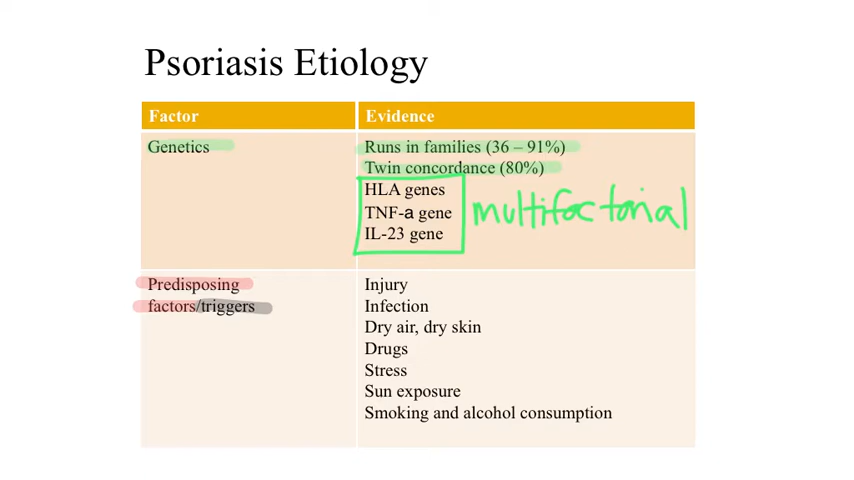 Psoriasis Etiology
Factor
Evidence
Genetics
Runs in families (36 – 91%)
Twin concordance (80%)
HLA genes
TNF-a gene
IL-23 gene
multifactorial
Predisposing
factors/triggers
Injury
Infection
Dry air, dry skin
Drugs
Stress
Sun exposure
Smoking and alcohol consumption